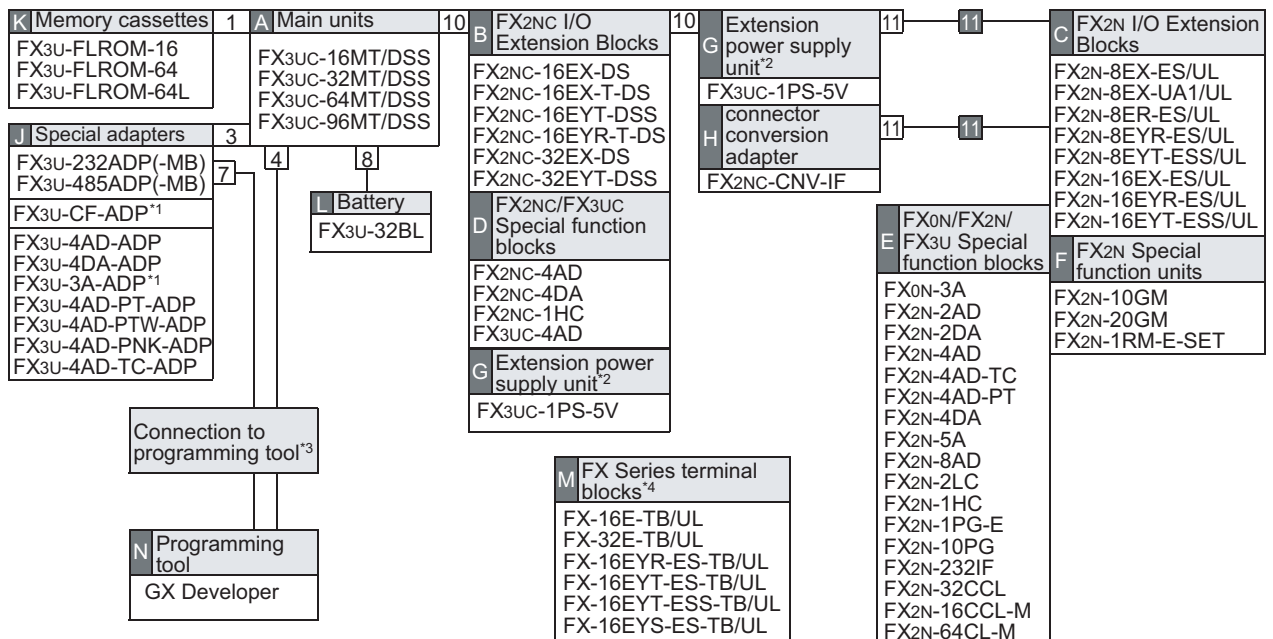 K Memory cassettes
FX3U-FLROM-16
FX3U-FLROM-64
FX3U-FLROM-64L
1
A Main units
FX3UC-16MT/DSS
FX3UC-32MT/DSS
FX3UC-64MT/DSS
FX3UC-96MT/DSS
10
B FX2NC I/O
Extension Blocks
FX2NC-16EX-DS
FX2NC-16EX-T-DS
FX2NC-16EYT-DSS
FX2NC-16EYR-T-DS
FX2NC-32EX-DS
FX2NC-32EYT-DSS
D FX2NC/FX3UC
Special function
blocks
FX2NC-4AD
FX2NC-4DA
FX2NC-1HC
FX3UC-4AD
G Extension power
supply unit*2
FX3UC-1PS-5V
10
G Extension
power supply
unit*2
FX3UC-1PS-5V
H connector
conversion
adapter
FX2NC-CNV-IF
11
11
11
11
C FX2N I/O Extension
Blocks
FX2N-8EX-ES/UL
FX2N-8EX-UA1/UL
FX2N-8ER-ES/UL
FX2N-8EYR-ES/UL
FX2N-8EYT-ESS/UL
FX2N-16EX-ES/UL
FX2N-16EYR-ES/UL
FX2N-16EYT-ESS/UL
F FX2N Special
function units
FX2N-10GM
FX2N-20GM
FX2N-1RM-E-SET
E FX0N/FX2N/
FX3U Special
function blocks
FX0N-3A
FX2N-2AD
FX2N-2DA
FX2N-4AD
FX2N-4AD-TC
FX2N-4AD-PT
FX2N-4DA
FX2N-5A
FX2N-8AD
FX2N-2LC
FX2N-1HC
FX2N-1PG-E
FX2N-10PG
FX2N-232IF
FX2N-32CCL
FX2N-16CCL-M
FX2N-64CL-M
J Special adapters
FX3U-232ADP(-MB)
FX3U-485ADP(-MB)
FX3U-CF-ADP*1
FX3U-4AD-ADP
FX3U-4DA-ADP
FX3U-3A-ADP*1
FX3U-4AD-PT-ADP
FX3U-4AD-PTW-ADP
FX3U-4AD-PNK-ADP
FX3U-4AD-TC-ADP
3
7
4
8
L Battery
FX3U-32BL
Connection to
programming tool*3
N Programming
tool
GX Developer
M FX Series terminal
blocks*4
FX-16E-TB/UL
FX-32E-TB/UL
FX-16EYR-ES-TB/UL
FX-16EYT-ES-TB/UL
FX-16EYT-ESS-TB/UL
FX-16EYS-ES-TB/UL